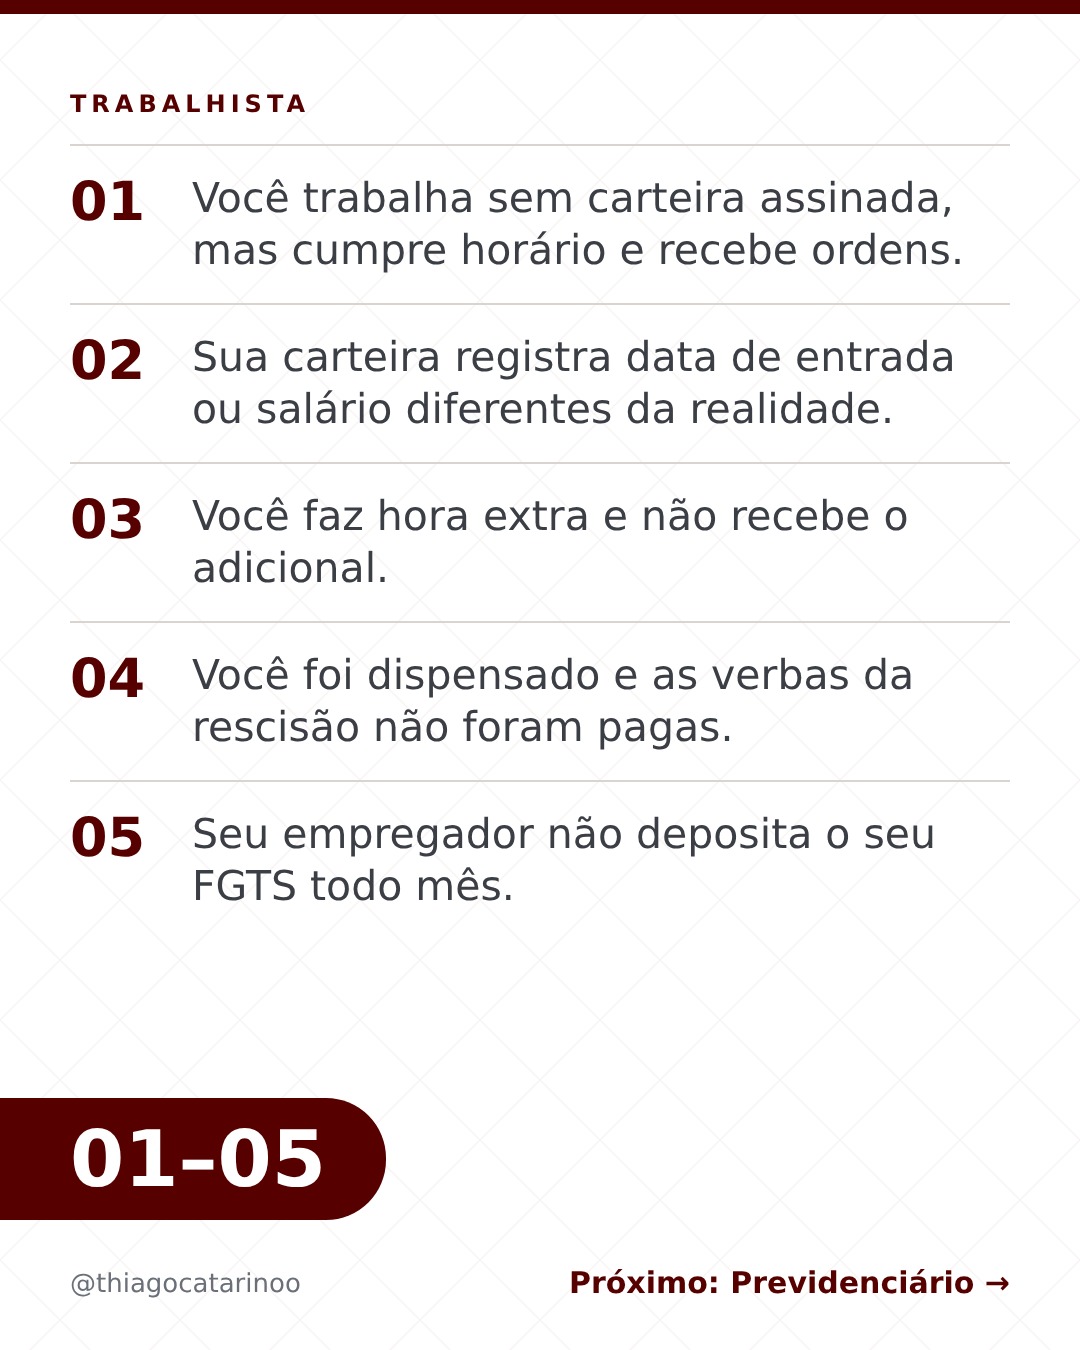 TRABALHISTA
01 Você trabalha sem carteira assinada,
mas cumpre horário e recebe ordens.
02 Sua carteira registra data de entrada
ou salário diferentes da realidade.
03 Você faz hora extra e não recebe o
adicional.
04 Você foi dispensado e as verbas da
rescisão não foram pagas.
05 Seu empregador não deposita o seu
FGTS todo mês.
01–05
@thiagocatarinoo
Próximo: Previdenciário →